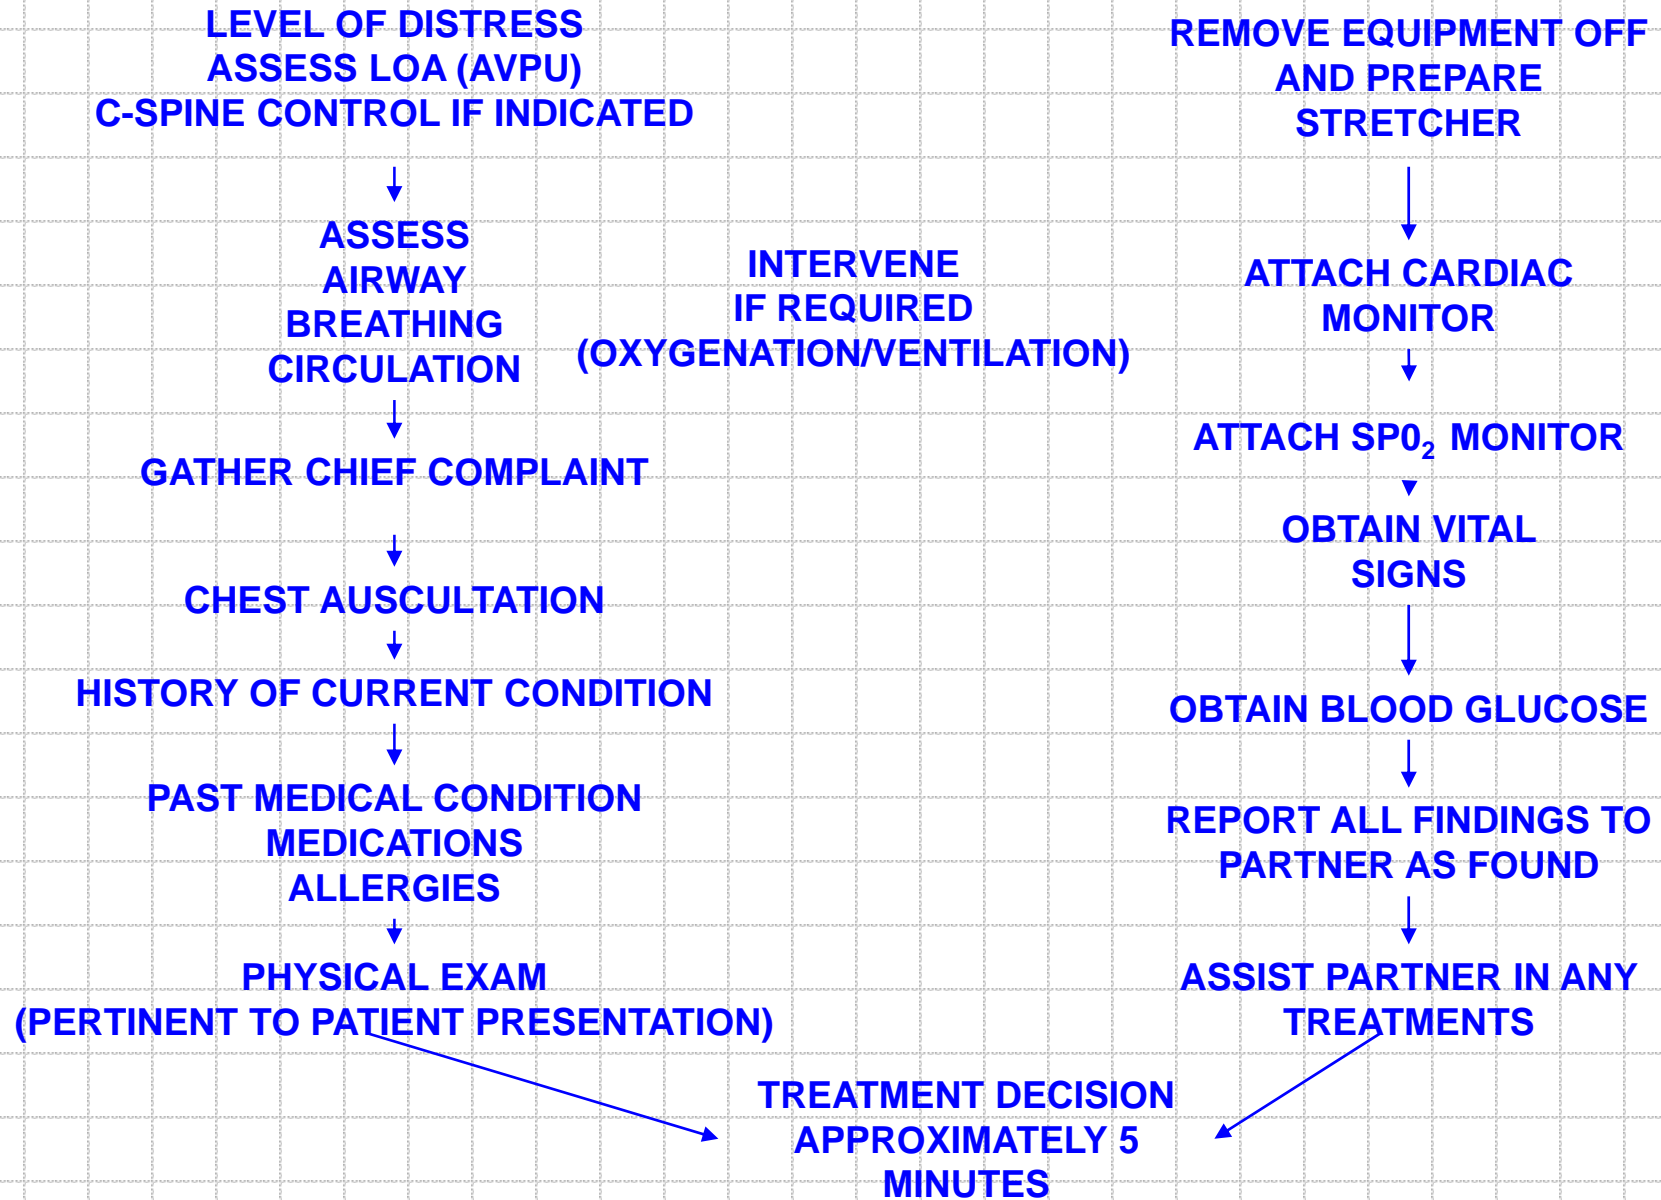 LEVEL OF DISTRESS
ASSESS LOA (AVPU)
C-SPINE CONTROL IF INDICATED
ASSESS
AIRWAY
BREATHING
CIRCULATION
INTERVENE
IF REQUIRED
(OXYGENATION/VENTILATION)
GATHER CHIEF COMPLAINT
CHEST AUSCULTATION
HISTORY OF CURRENT CONDITION
PAST MEDICAL CONDITION
MEDICATIONS
ALLERGIES
PHYSICAL EXAM
(PERTINENT TO PATIENT PRESENTATION)
REMOVE EQUIPMENT OFF
AND PREPARE
STRETCHER
ATTACH CARDIAC
MONITOR
ATTACH SP0₂ MONITOR
OBTAIN VITAL
SIGNS
OBTAIN BLOOD GLUCOSE
REPORT ALL FINDINGS TO
PARTNER AS FOUND
ASSIST PARTNER IN ANY
TREATMENTS
TREATMENT DECISION
APPROXIMATELY 5
MINUTES